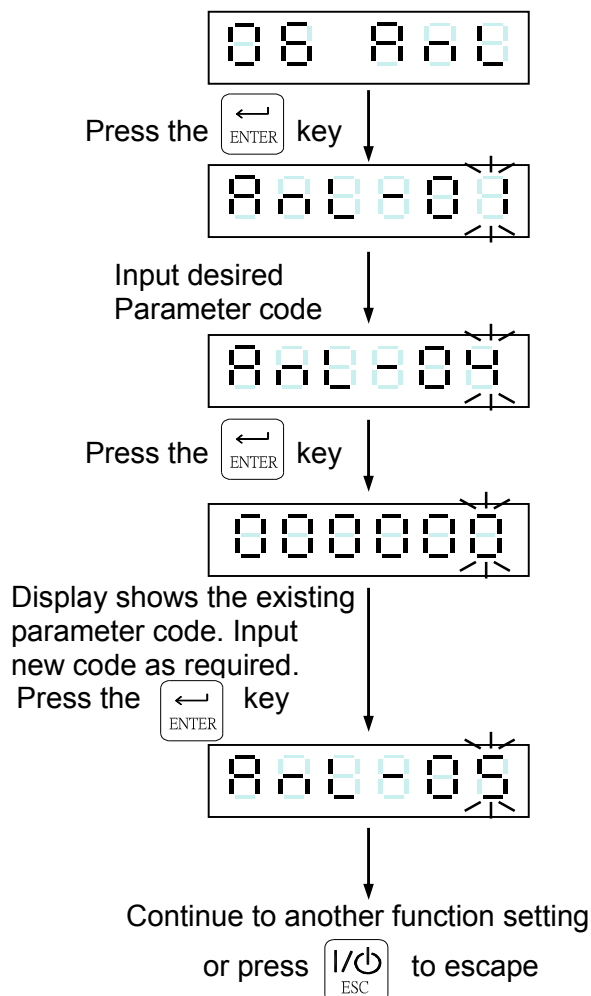 06 AnL
Press the ENTER key
AnL-01
Input desired
Parameter code
AnL-04
Press the ENTER key
000000
Display shows the existing
parameter code. Input
new code as required.
Press the ENTER key
AnL-05
Continue to another function setting
or press I/⏻ ESC to escape